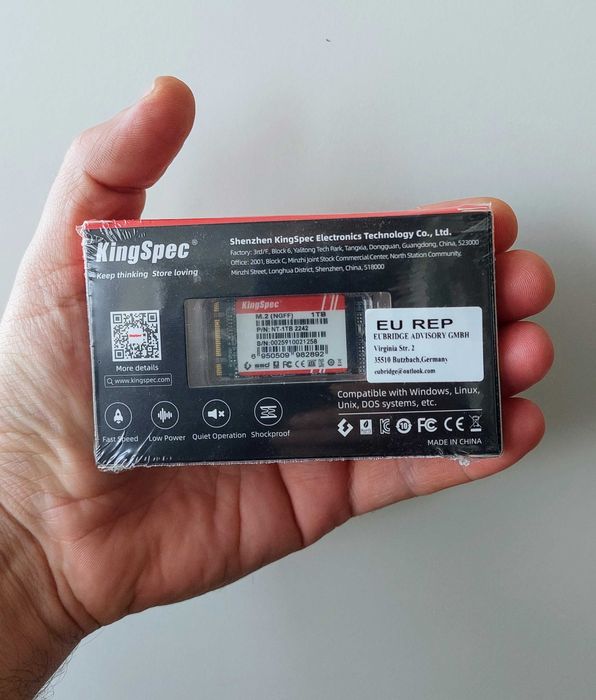 KingSpec®
Keep thinking Store loving
Shenzhen KingSpec Electronics Technology Co., Ltd.
Factory: 3rd/F, Block 6, Yalitong Tech Park, Tangxia, Dongguan, Guangdong, China, 523000
Office: 2001, Block C, Minzhi Joint Stock Commercial Center, North Station Community,
Minzhi Street, Longhua District, Shenzhen, China, 518000
More details
www.kingspec.com
KingSpec
M.2 (NGFF) 1TB
P/N: NT-1TB 2242
S/N: 0025910021258
6 950509 982892
ssd
EU REP
EUBRIDGE ADVISORY GMBH
Virginia Str. 2
35510 Butzbach,Germany
eubridge@outlook.com
Fast Speed
Low Power
Quiet Operation
Shockproof
Compatible with Windows, Linux,
Unix, DOS systems, etc.
10 FC CE
MADE IN CHINA